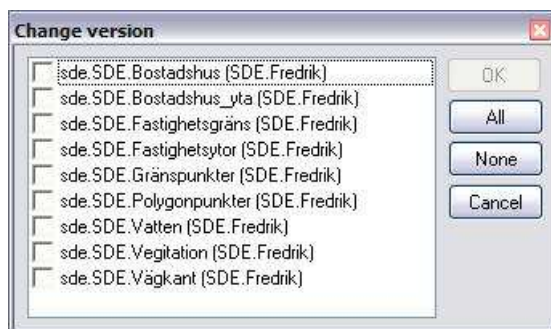 Change version
sde.SDE.Bostadshus (SDE.Fredrik)
sde.SDE.Bostadshus_yta (SDE.Fredrik)
sde.SDE.Fastighetsgräns (SDE.Fredrik)
sde.SDE.Fastighetsytor (SDE.Fredrik)
sde.SDE.Gränspunkter (SDE.Fredrik)
sde.SDE.Polygonpunkter (SDE.Fredrik)
sde.SDE.Vatten (SDE.Fredrik)
sde.SDE.Vegitation (SDE.Fredrik)
sde.SDE.Vägkant (SDE.Fredrik)
OK
All
None
Cancel